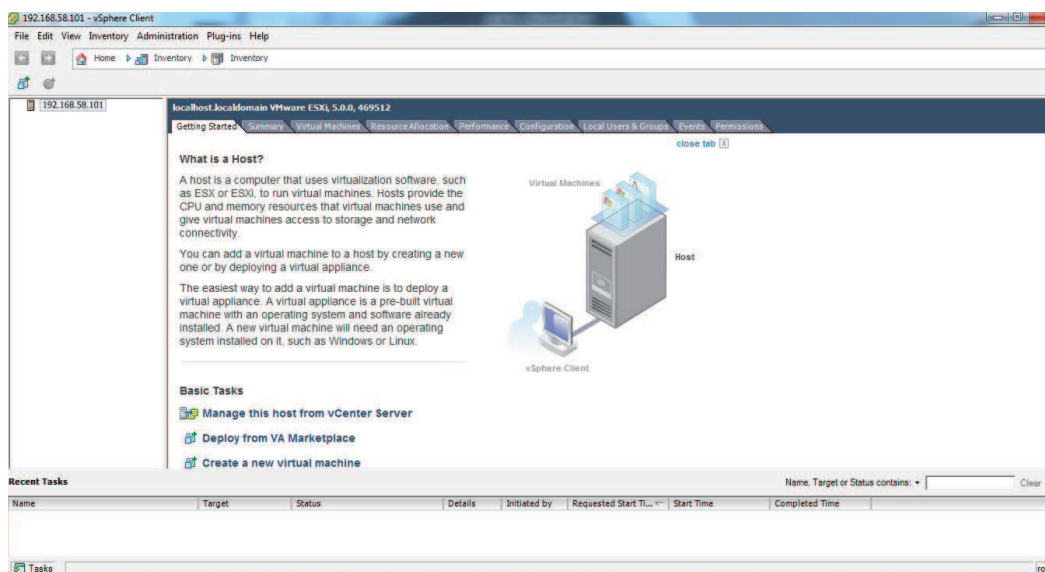 192.168.58.101 - vSphere Client
File Edit View Inventory Administration Plug-ins Help
Home Inventory Inventory
192.168.58.101
localhost.localdomain VMware ESXi, 5.0.0, 469512
Getting Started Summary Virtual Machines Resource Allocation Performance Configuration Local Users & Groups Events Permissions
close tab X
What is a Host?
A host is a computer that uses virtualization software, such
as ESX or ESXi, to run virtual machines. Hosts provide the
CPU and memory resources that virtual machines use and
give virtual machines access to storage and network
connectivity.
You can add a virtual machine to a host by creating a new
one or by deploying a virtual appliance.
The easiest way to add a virtual machine is to deploy a
virtual appliance. A virtual appliance is a pre-built virtual
machine with an operating system and software already
installed. A new virtual machine will need an operating
system installed on it, such as Windows or Linux.
Virtual Machines
Host
vSphere Client
Basic Tasks
Manage this host from vCenter Server
Deploy from VA Marketplace
Create a new virtual machine
Recent Tasks
Name, Target or Status contains:
Clear
Name Target Status Details Initiated by Requested Start Ti... Start Time Completed Time
Tasks
ro